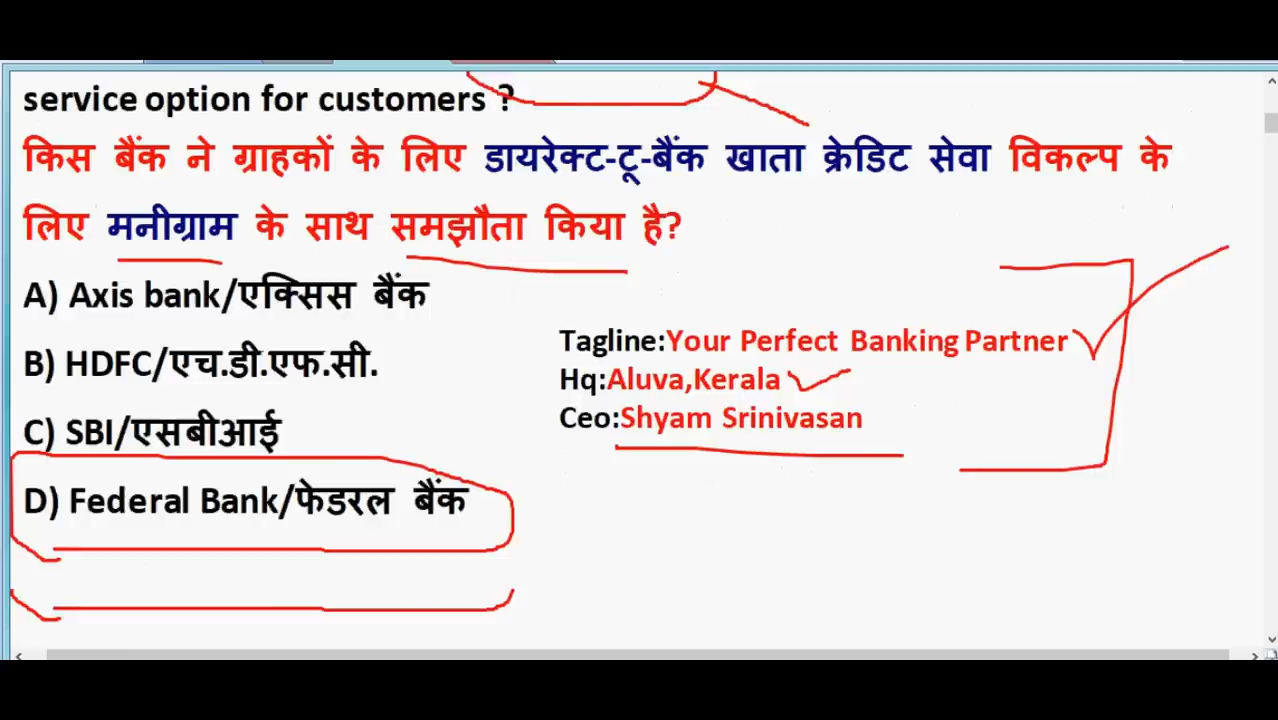 service option for customers ?
किस बैंक ने ग्राहकों के लिए डायरेक्ट-टू-बैंक खाता क्रेडिट सेवा विकल्प के
लिए मनीग्राम के साथ समझौता किया है?
A) Axis bank/एक्सिस बैंक
B) HDFC/एच.डी.एफ.सी.
C) SBI/एसबीआई
D) Federal Bank/फेडरल बैंक
Tagline:Your Perfect Banking Partner
Hq:Aluva,Kerala
Ceo:Shyam Srinivasan